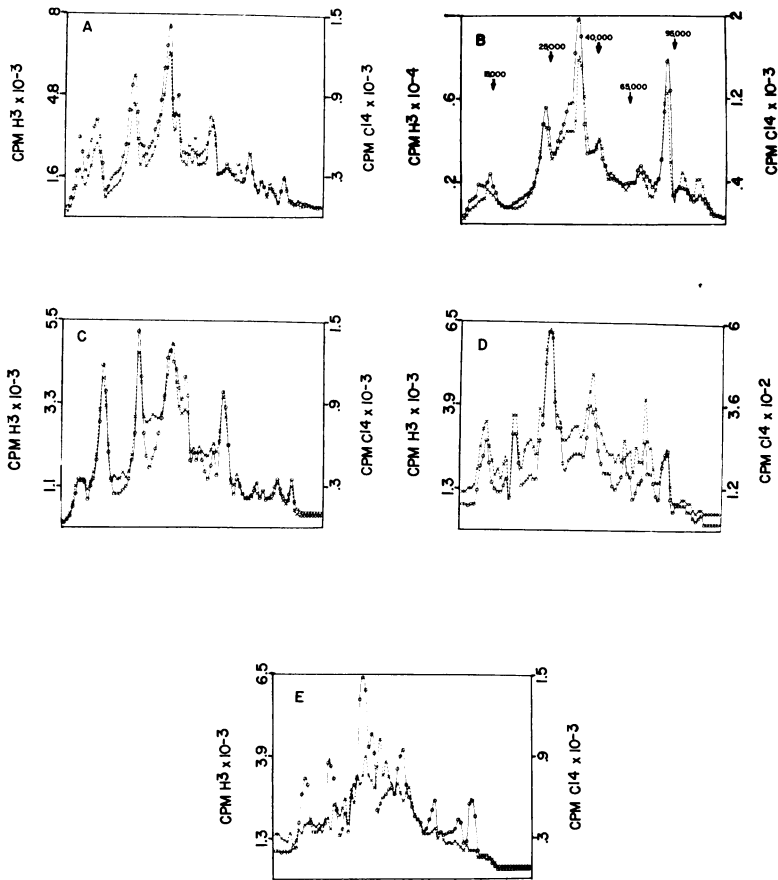 A
8
4.8
1.6
CPM H3 x 10-3
1.5
.9
.3
CPM C14 x 10-3
B
1
.6
.2
CPM H3 x 10-4
2
1.2
.4
CPM C14 x 10-3
25,000
40,000
65,000
95,000
C
5.5
3.3
1.1
CPM H3 x 10-3
1.5
.9
.3
CPM C14 x 10-3
D
6.5
3.9
1.3
CPM H3 x 10-3
6
3.6
1.2
CPM C14 x 10-2
E
6.5
3.9
1.3
CPM H3 x 10-3
1.5
.9
.3
CPM C14 x 10-3